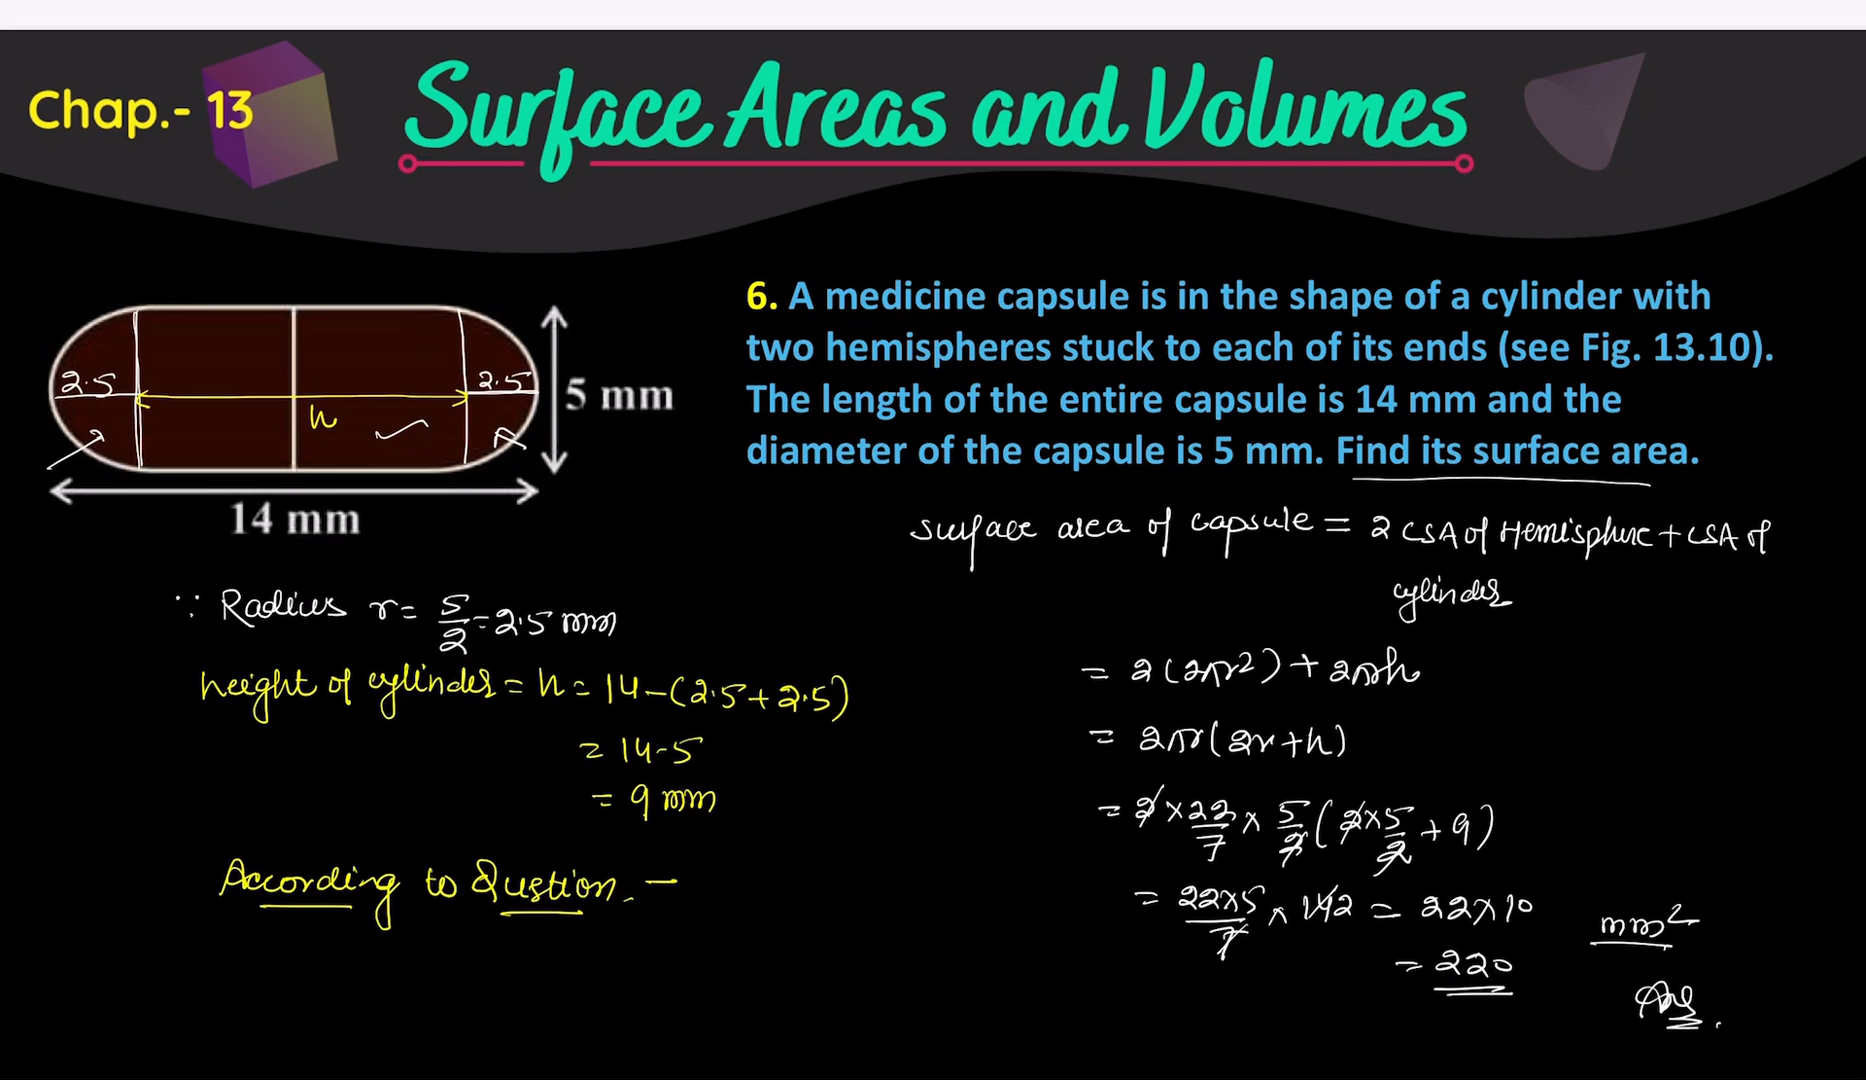 Chap.- 13
Surface Areas and Volumes
6. A medicine capsule is in the shape of a cylinder with
two hemispheres stuck to each of its ends (see Fig. 13.10).
The length of the entire capsule is 14 mm and the
diameter of the capsule is 5 mm. Find its surface area.
2.5
2.5
h
5 mm
14 mm
∵ Radius r = 5/2 = 2.5 mm
height of cylinder = h = 14 - (2.5 + 2.5)
= 14-5
= 9 mm
According to Qustion. -
surface area of capsule = 2 CSA of Hemisphere + CSA of
cylinder
= 2(2πr²) + 2πrh
= 2πr(2r+h)
= 2 × 22/7 × 5/2 (2×5/2 + 9)
= 22×5/7 × 14 2 = 22×10
= 220 mm²
Ans.